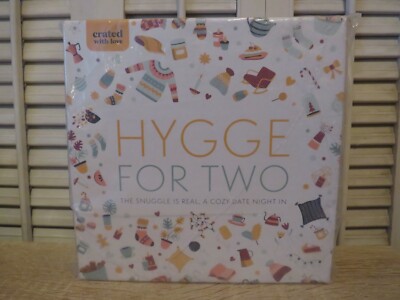 crated
with love
HYGGE
FOR TWO
THE SNUGGLE IS REAL, A COZY DATE NIGHT IN